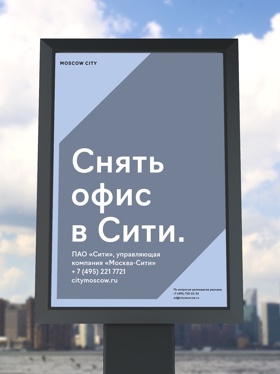 MOSCOW CITY
Снять
офис
в Сити.
ПАО «Сити», управляющая
компания «Москва-Сити»
+ 7 (495) 221 7721
citymoscow.ru